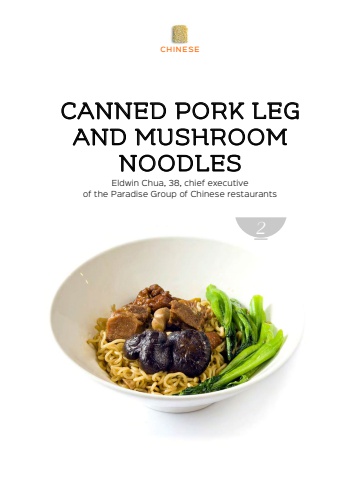 CHINESE
CANNED PORK LEG
AND MUSHROOM
NOODLES
Eldwin Chua, 38, chief executive
of the Paradise Group of Chinese restaurants
2